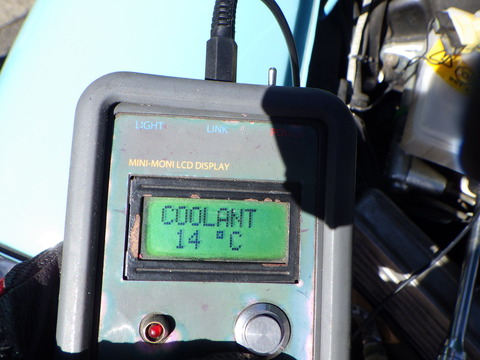 LIGHT LINK
MINI-MONI LCD DISPLAY
COOLANT
14 °C